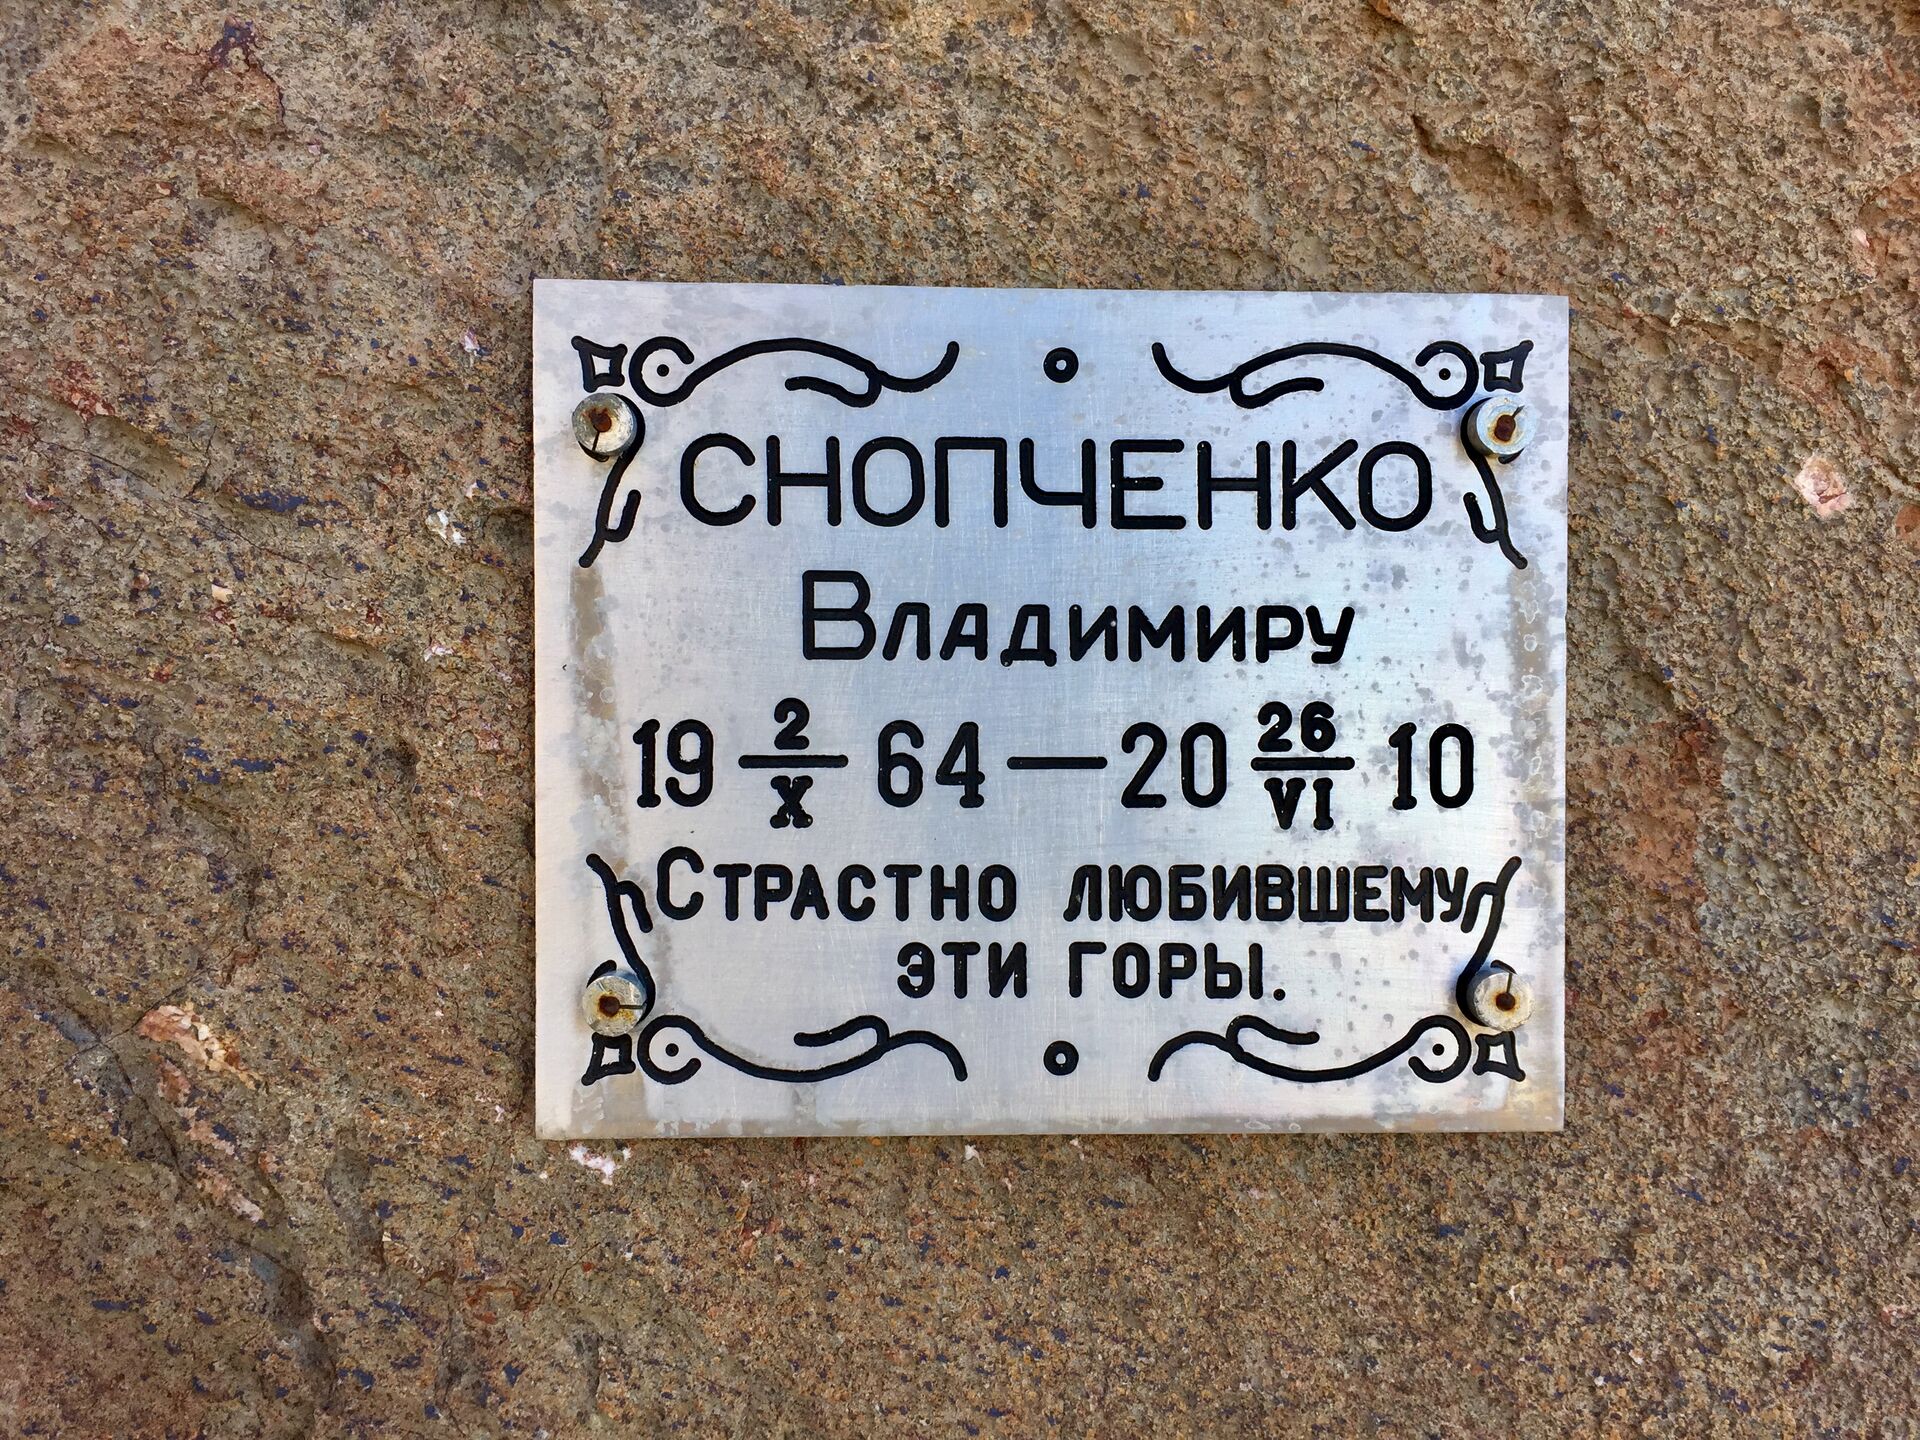 СНОПЧЕНКО
Владимиру
19 2/X 64 — 20 26/VI 10
Страстно любившему
эти горы.